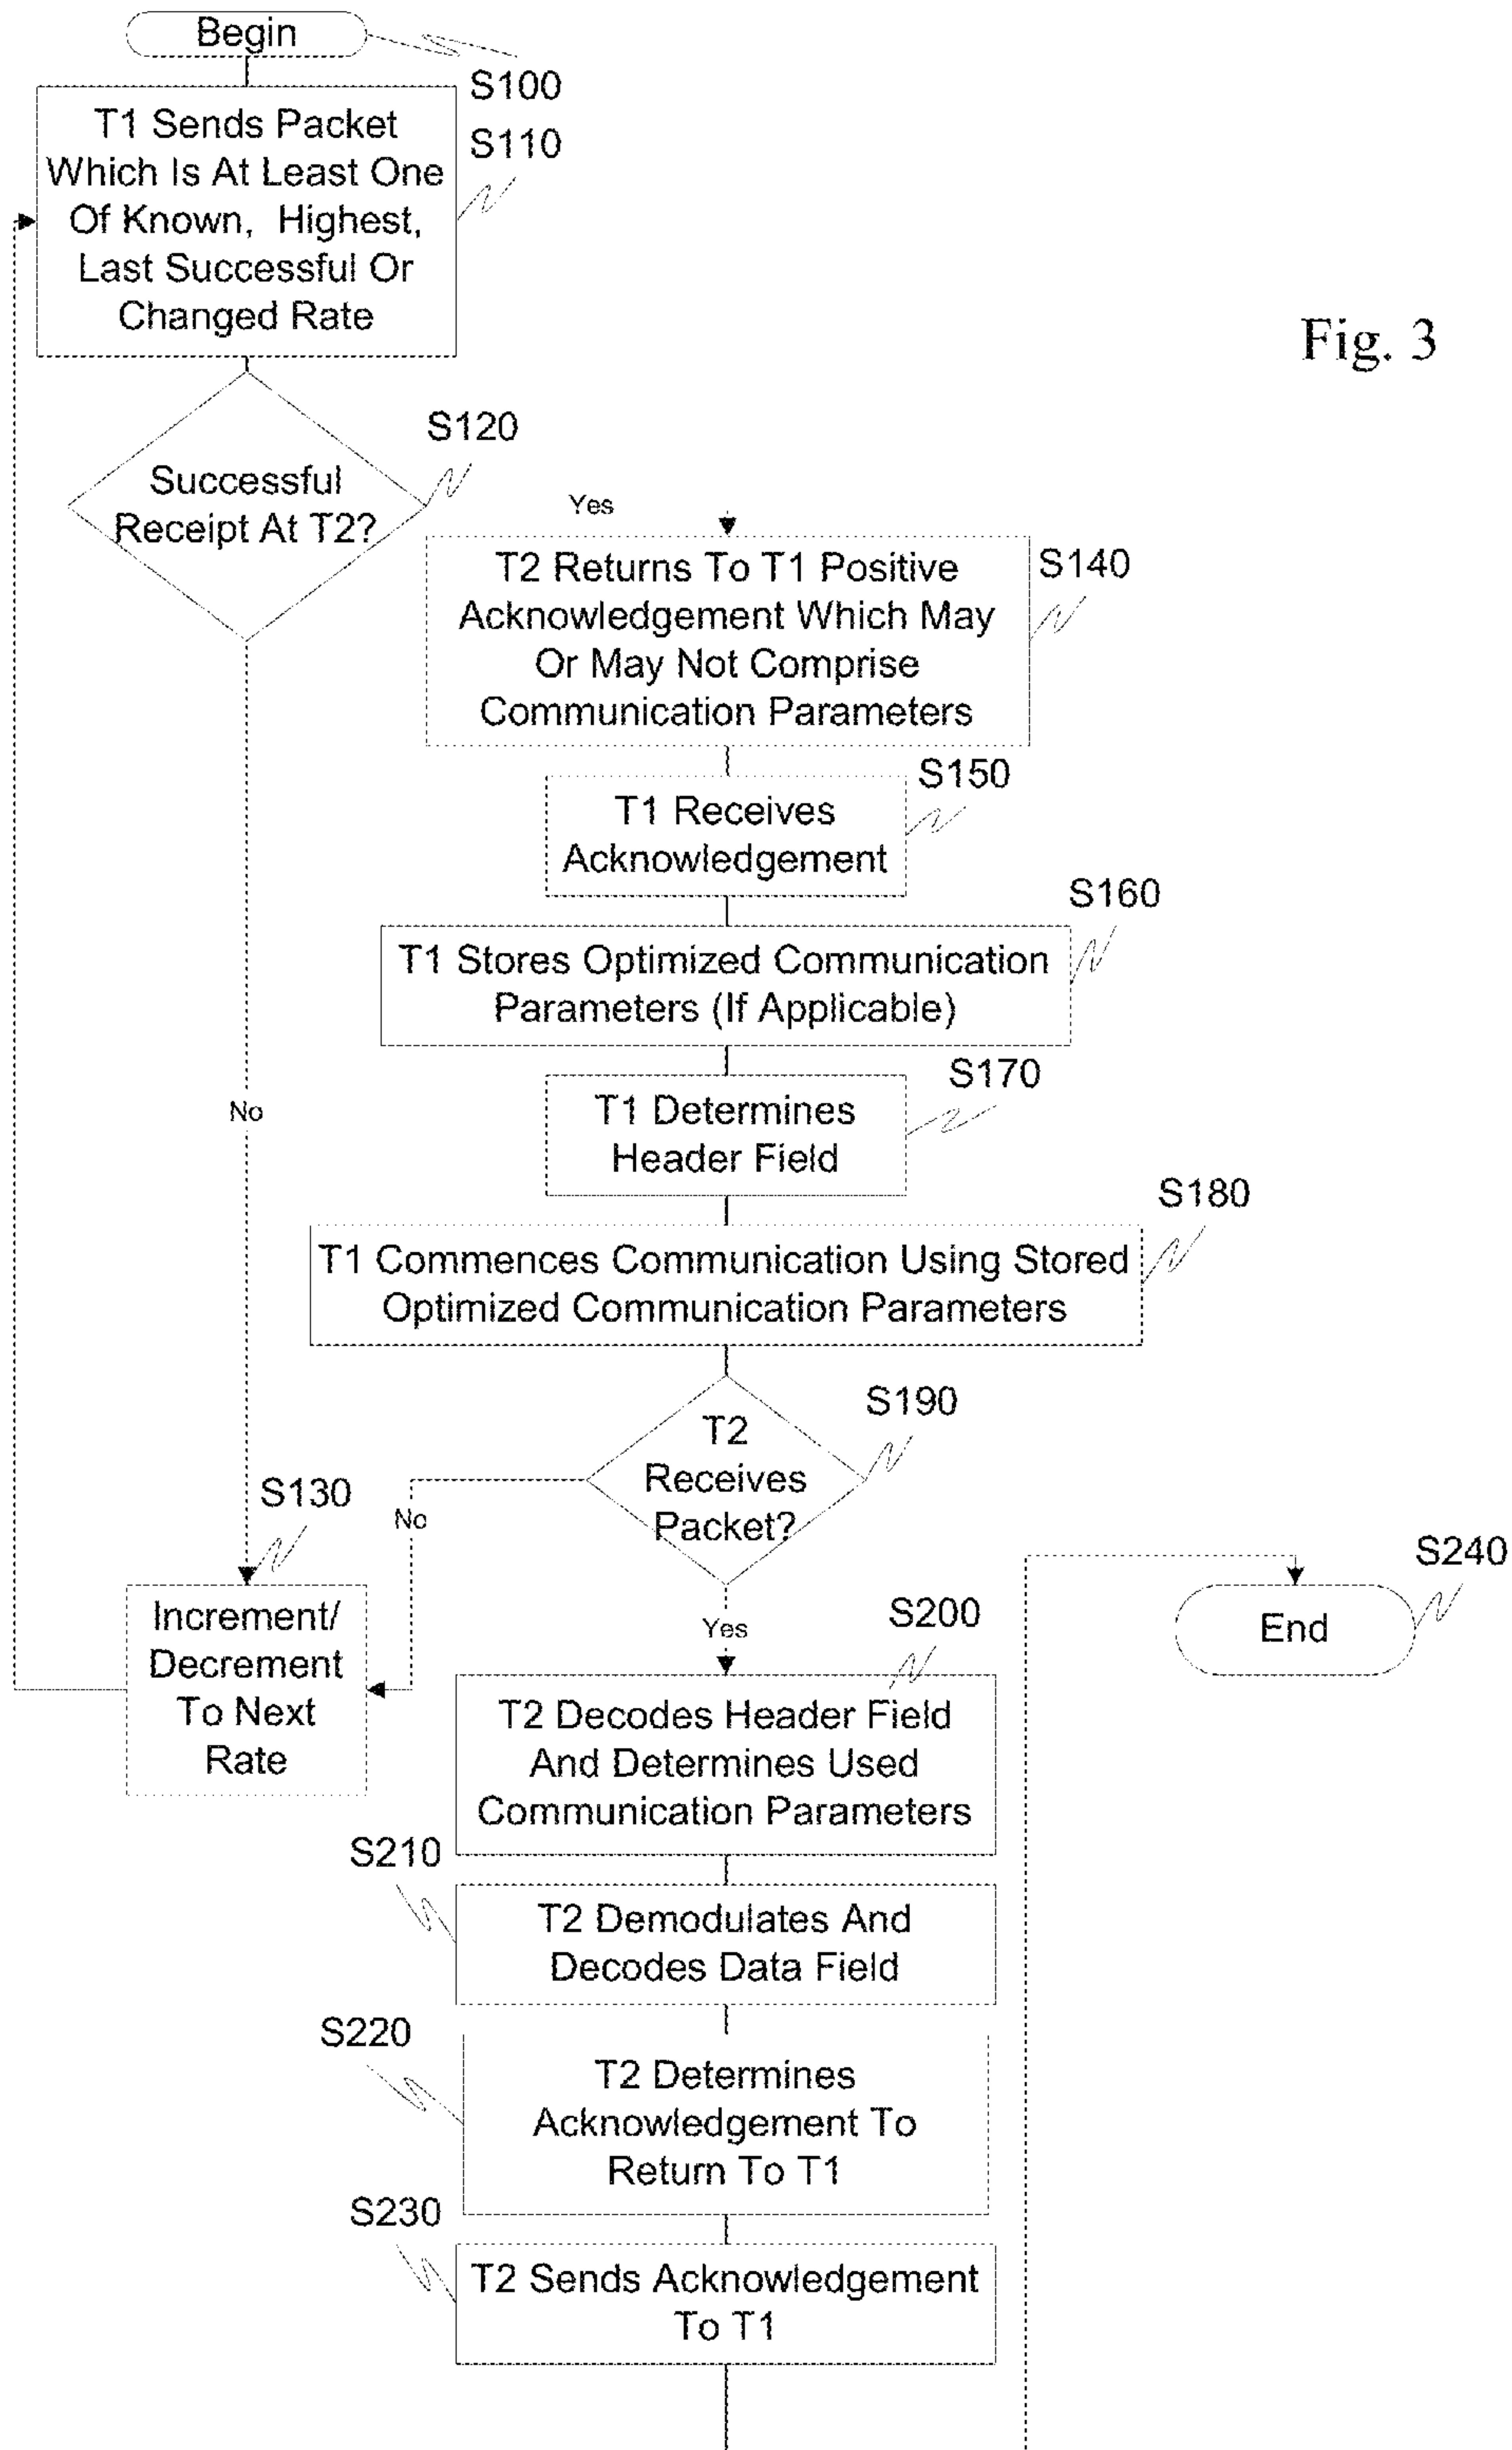 Begin
S100
T1 Sends Packet
Which Is At Least One
Of Known, Highest,
Last Successful Or
Changed Rate
S110
Fig. 3
Successful
Receipt At T2?
S120
Yes
T2 Returns To T1 Positive
Acknowledgement Which May
Or May Not Comprise
Communication Parameters
S140
T1 Receives
Acknowledgement
S150
T1 Stores Optimized Communication
Parameters (If Applicable)
S160
T1 Determines
Header Field
S170
No
T1 Commences Communication Using Stored
Optimized Communication Parameters
S180
T2
Receives
Packet?
S190
No
S130
Increment/
Decrement
To Next
Rate
Yes
S200
T2 Decodes Header Field
And Determines Used
Communication Parameters
End
S240
S210
T2 Demodulates And
Decodes Data Field
S220
T2 Determines
Acknowledgement To
Return To T1
S230
T2 Sends Acknowledgement
To T1